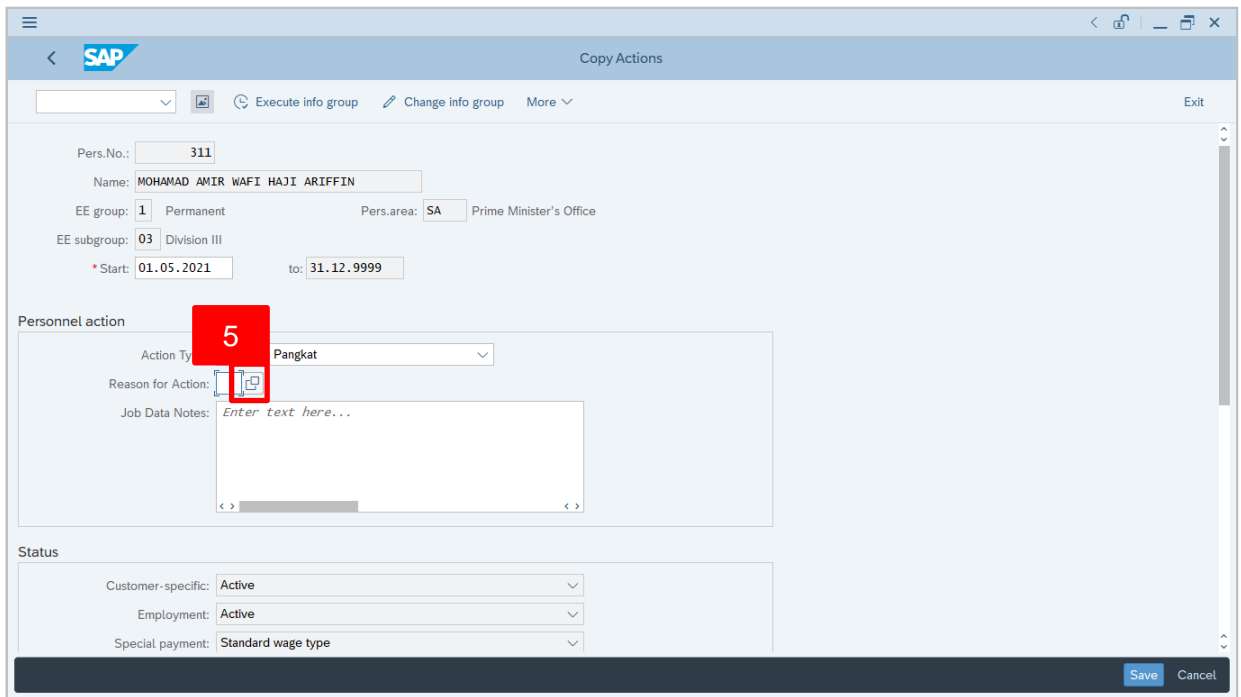 SAP
Copy Actions
Execute info group Change info group More Exit
Pers.No.: 311
Name: MOHAMAD AMIR WAFI HAJI ARIFFIN
EE group: 1 Permanent Pers.area: SA Prime Minister's Office
EE subgroup: 03 Division III
* Start: 01.05.2021 to: 31.12.9999
Personnel action
5
Action Ty Pangkat
Reason for Action:
Job Data Notes: Enter text here...
Status
Customer-specific: Active
Employment: Active
Special payment: Standard wage type
Save Cancel